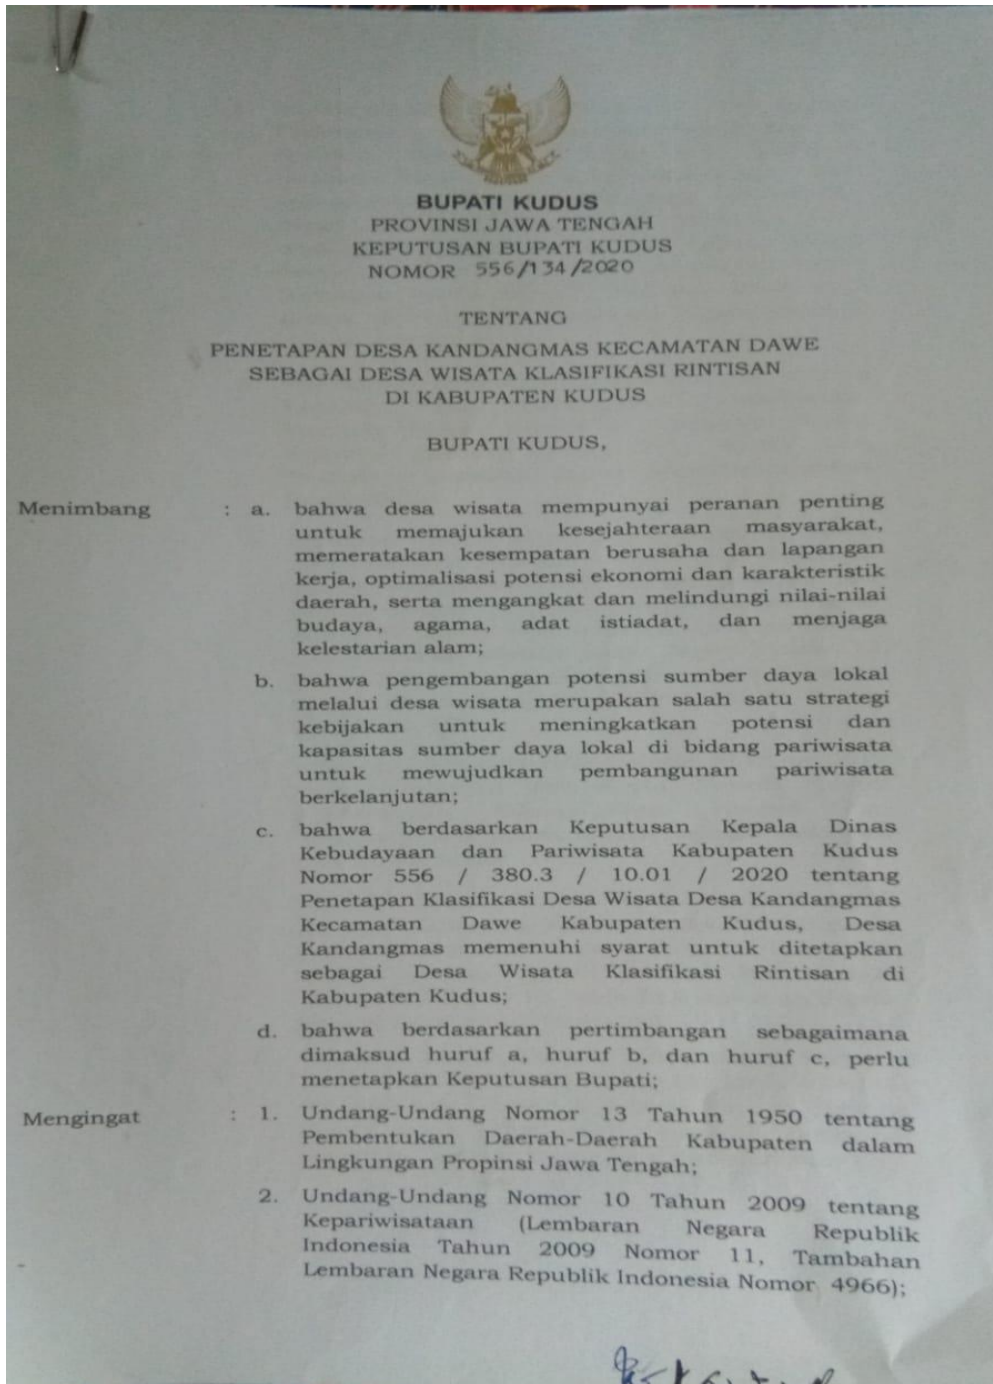 BUPATI KUDUS
PROVINSI JAWA TENGAH
KEPUTUSAN BUPATI KUDUS
NOMOR 556/134/2020
TENTANG
PENETAPAN DESA KANDANGMAS KECAMATAN DAWE
SEBAGAI DESA WISATA KLASIFIKASI RINTISAN
DI KABUPATEN KUDUS
BUPATI KUDUS,
Menimbang : a. bahwa desa wisata mempunyai peranan penting
untuk memajukan kesejahteraan masyarakat,
memeratakan kesempatan berusaha dan lapangan
kerja, optimalisasi potensi ekonomi dan karakteristik
daerah, serta mengangkat dan melindungi nilai-nilai
budaya, agama, adat istiadat, dan menjaga
kelestarian alam;
b. bahwa pengembangan potensi sumber daya lokal
melalui desa wisata merupakan salah satu strategi
kebijakan untuk meningkatkan potensi dan
kapasitas sumber daya lokal di bidang pariwisata
untuk mewujudkan pembangunan pariwisata
berkelanjutan;
c. bahwa berdasarkan Keputusan Kepala Dinas
Kebudayaan dan Pariwisata Kabupaten Kudus
Nomor 556 / 380.3 / 10.01 / 2020 tentang
Penetapan Klasifikasi Desa Wisata Desa Kandangmas
Kecamatan Dawe Kabupaten Kudus, Desa
Kandangmas memenuhi syarat untuk ditetapkan
sebagai Desa Wisata Klasifikasi Rintisan di
Kabupaten Kudus;
d. bahwa berdasarkan pertimbangan sebagaimana
dimaksud huruf a, huruf b, dan huruf c, perlu
menetapkan Keputusan Bupati;
Mengingat : 1. Undang-Undang Nomor 13 Tahun 1950 tentang
Pembentukan Daerah-Daerah Kabupaten dalam
Lingkungan Propinsi Jawa Tengah;
2. Undang-Undang Nomor 10 Tahun 2009 tentang
Kepariwisataan (Lembaran Negara Republik
Indonesia Tahun 2009 Nomor 11, Tambahan
Lembaran Negara Republik Indonesia Nomor 4966);